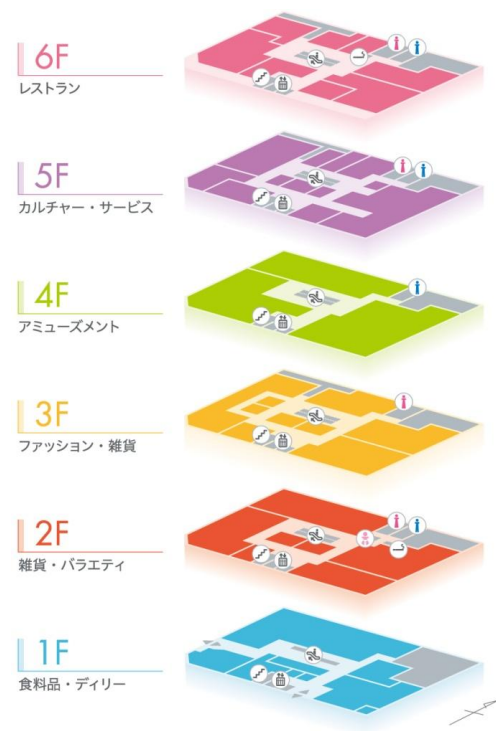 6F
レストラン
5F
カルチャー・サービス
4F
アミューズメント
3F
ファッション・雑貨
2F
雑貨・バラエティ
1F
食料品・ディリー